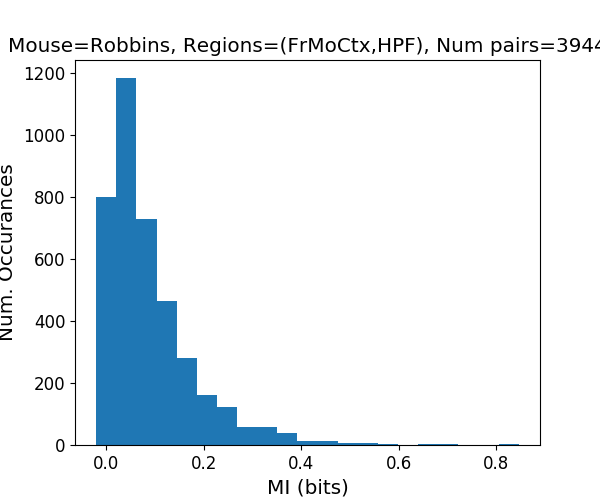 Mouse=Robbins, Regions=(FrMoCtx,HPF), Num pairs=3944
1200
1000
800
600
400
200
0
Num. Occurances
0.0 0.2 0.4 0.6 0.8
MI (bits)